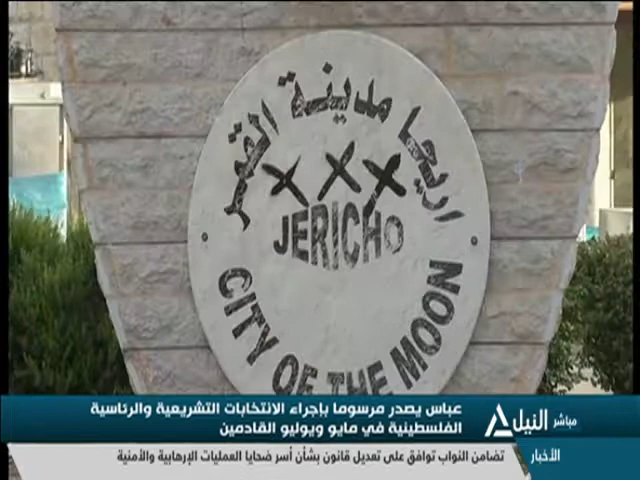 اريحا مدينة القمر
XXX
JERICHO
CITY OF THE MOON
عباس يصدر مرسوما بإجراء الانتخابات التشريعية والرئاسية
الفلسطينية في مايو ويوليو القادمين
النيل مباشر
الأخبار
تضامن النواب توافق على تعديل قانون بشأن أسر ضحايا العمليات الإرهابية والأمنية